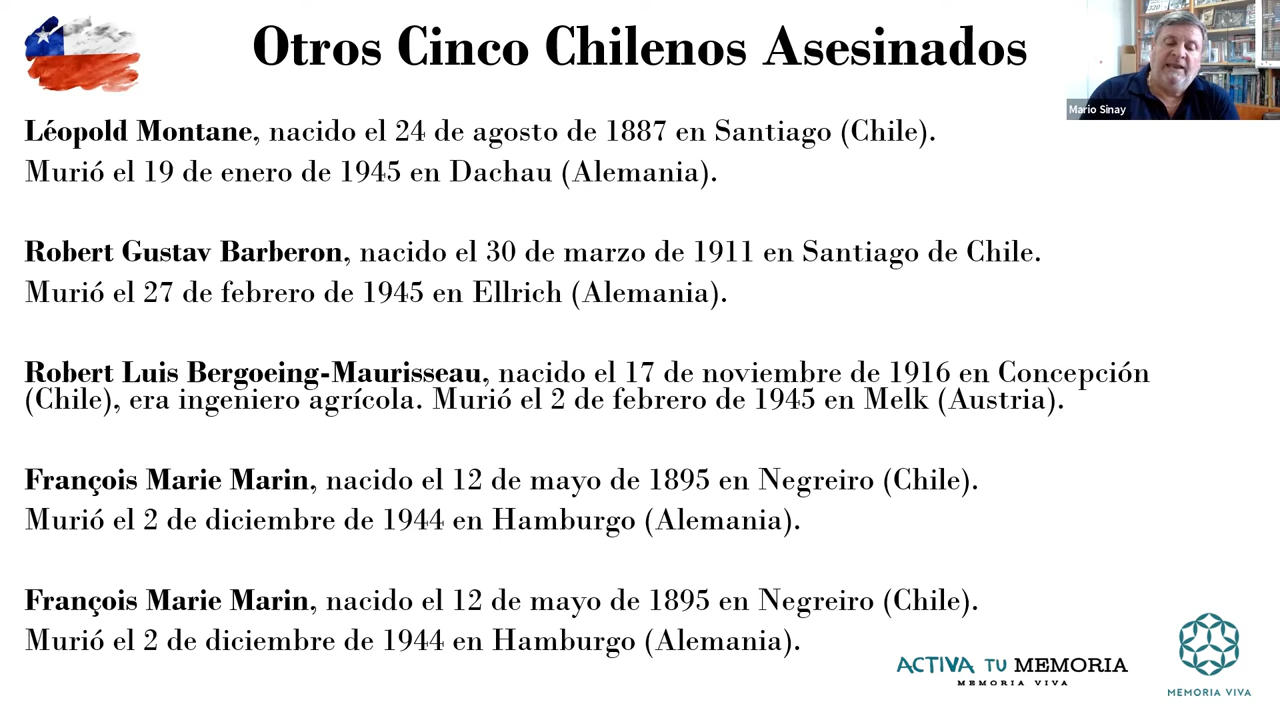 Otros Cinco Chilenos Asesinados
Mario Sinay
Léopold Montane, nacido el 24 de agosto de 1887 en Santiago (Chile).
Murió el 19 de enero de 1945 en Dachau (Alemania).
Robert Gustav Barberon, nacido el 30 de marzo de 1911 en Santiago de Chile.
Murió el 27 de febrero de 1945 en Ellrich (Alemania).
Robert Luis Bergoeing-Maurisseau, nacido el 17 de noviembre de 1916 en Concepción
(Chile), era ingeniero agrícola. Murió el 2 de febrero de 1945 en Melk (Austria).
François Marie Marin, nacido el 12 de mayo de 1895 en Negreiro (Chile).
Murió el 2 de diciembre de 1944 en Hamburgo (Alemania).
François Marie Marin, nacido el 12 de mayo de 1895 en Negreiro (Chile).
Murió el 2 de diciembre de 1944 en Hamburgo (Alemania).
ACTIVA TU MEMORIA
MEMORIA VIVA
MEMORIA VIVA